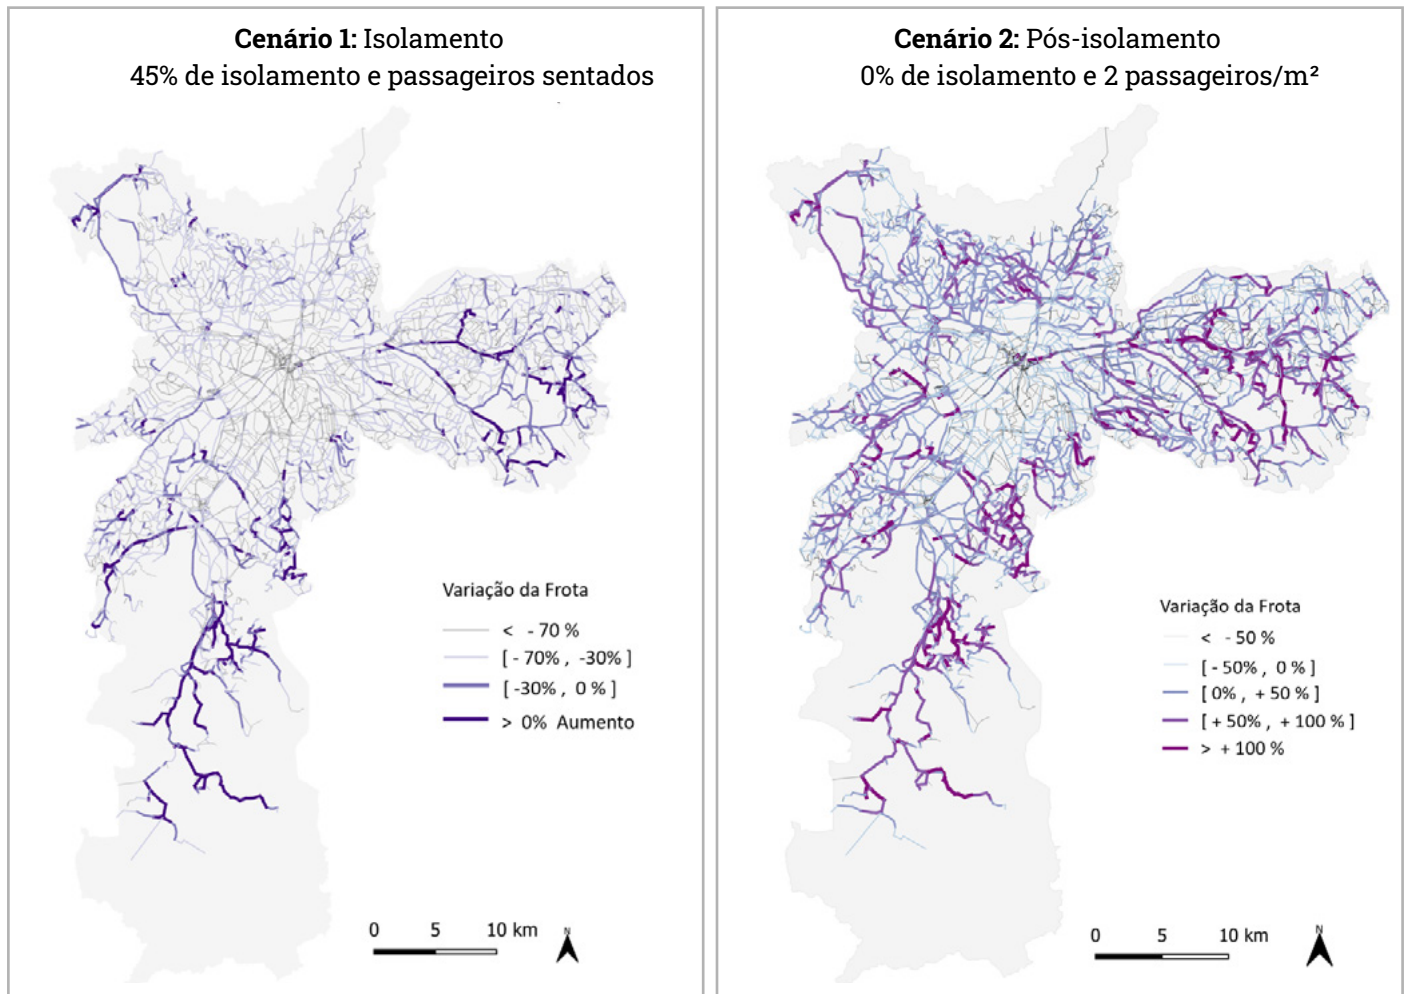 Cenário 1: Isolamento
45% de isolamento e passageiros sentados
Variação da Frota
< - 70 %
[ - 70% , -30% ]
[ -30% , 0 % ]
> 0% Aumento
0 5 10 km
N
Cenário 2: Pós-isolamento
0% de isolamento e 2 passageiros/m²
Variação da Frota
< - 50 %
[ - 50% , 0 % ]
[ 0% , + 50 % ]
[ + 50% , + 100 % ]
> + 100 %
0 5 10 km
N